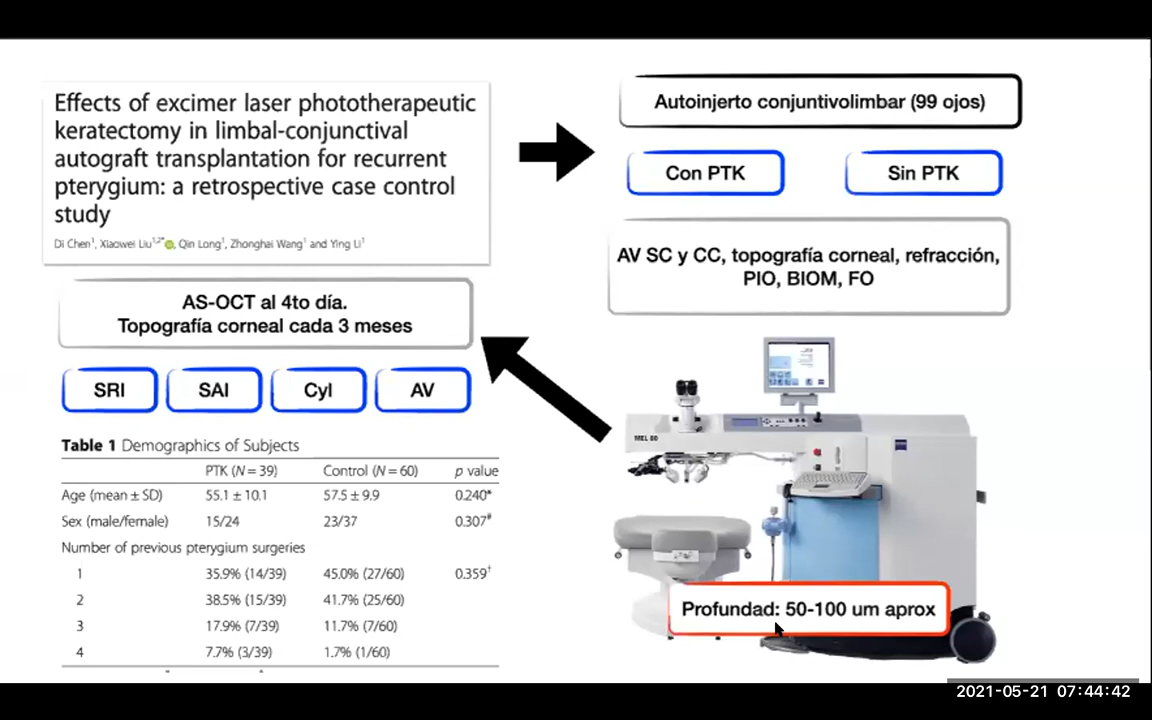 Effects of excimer laser phototherapeutic
keratectomy in limbal-conjunctival
autograft transplantation for recurrent
pterygium: a retrospective case control
study
Di Chen¹, Xiaowei Liu¹,²*, Qin Long¹, Zhonghai Wang¹ and Ying Li¹
Autoinjerto conjuntivolimbar (99 ojos)
Con PTK
Sin PTK
AV SC y CC, topografía corneal, refracción,
PIO, BIOM, FO
AS-OCT al 4to día.
Topografía corneal cada 3 meses
SRI
SAI
Cyl
AV
Table 1 Demographics of Subjects
PTK (N = 39) Control (N = 60) p value
Age (mean ± SD) 55.1 ± 10.1 57.5 ± 9.9 0.240*
Sex (male/female) 15/24 23/37 0.307#
Number of previous pterygium surgeries
1 35.9% (14/39) 45.0% (27/60) 0.359†
2 38.5% (15/39) 41.7% (25/60)
3 17.9% (7/39) 11.7% (7/60)
4 7.7% (3/39) 1.7% (1/60)
MEL 80
Profundad: 50-100 um aprox
2021-05-21 07:44:42